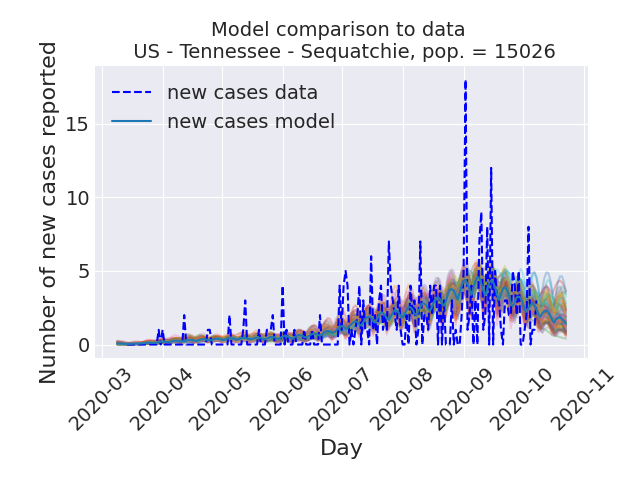 Model comparison to data
US - Tennessee - Sequatchie, pop. = 15026
new cases data
new cases model
Number of new cases reported
15
10
5
0
2020-03
2020-04
2020-05
2020-06
2020-07
2020-08
2020-09
2020-10
2020-11
Day